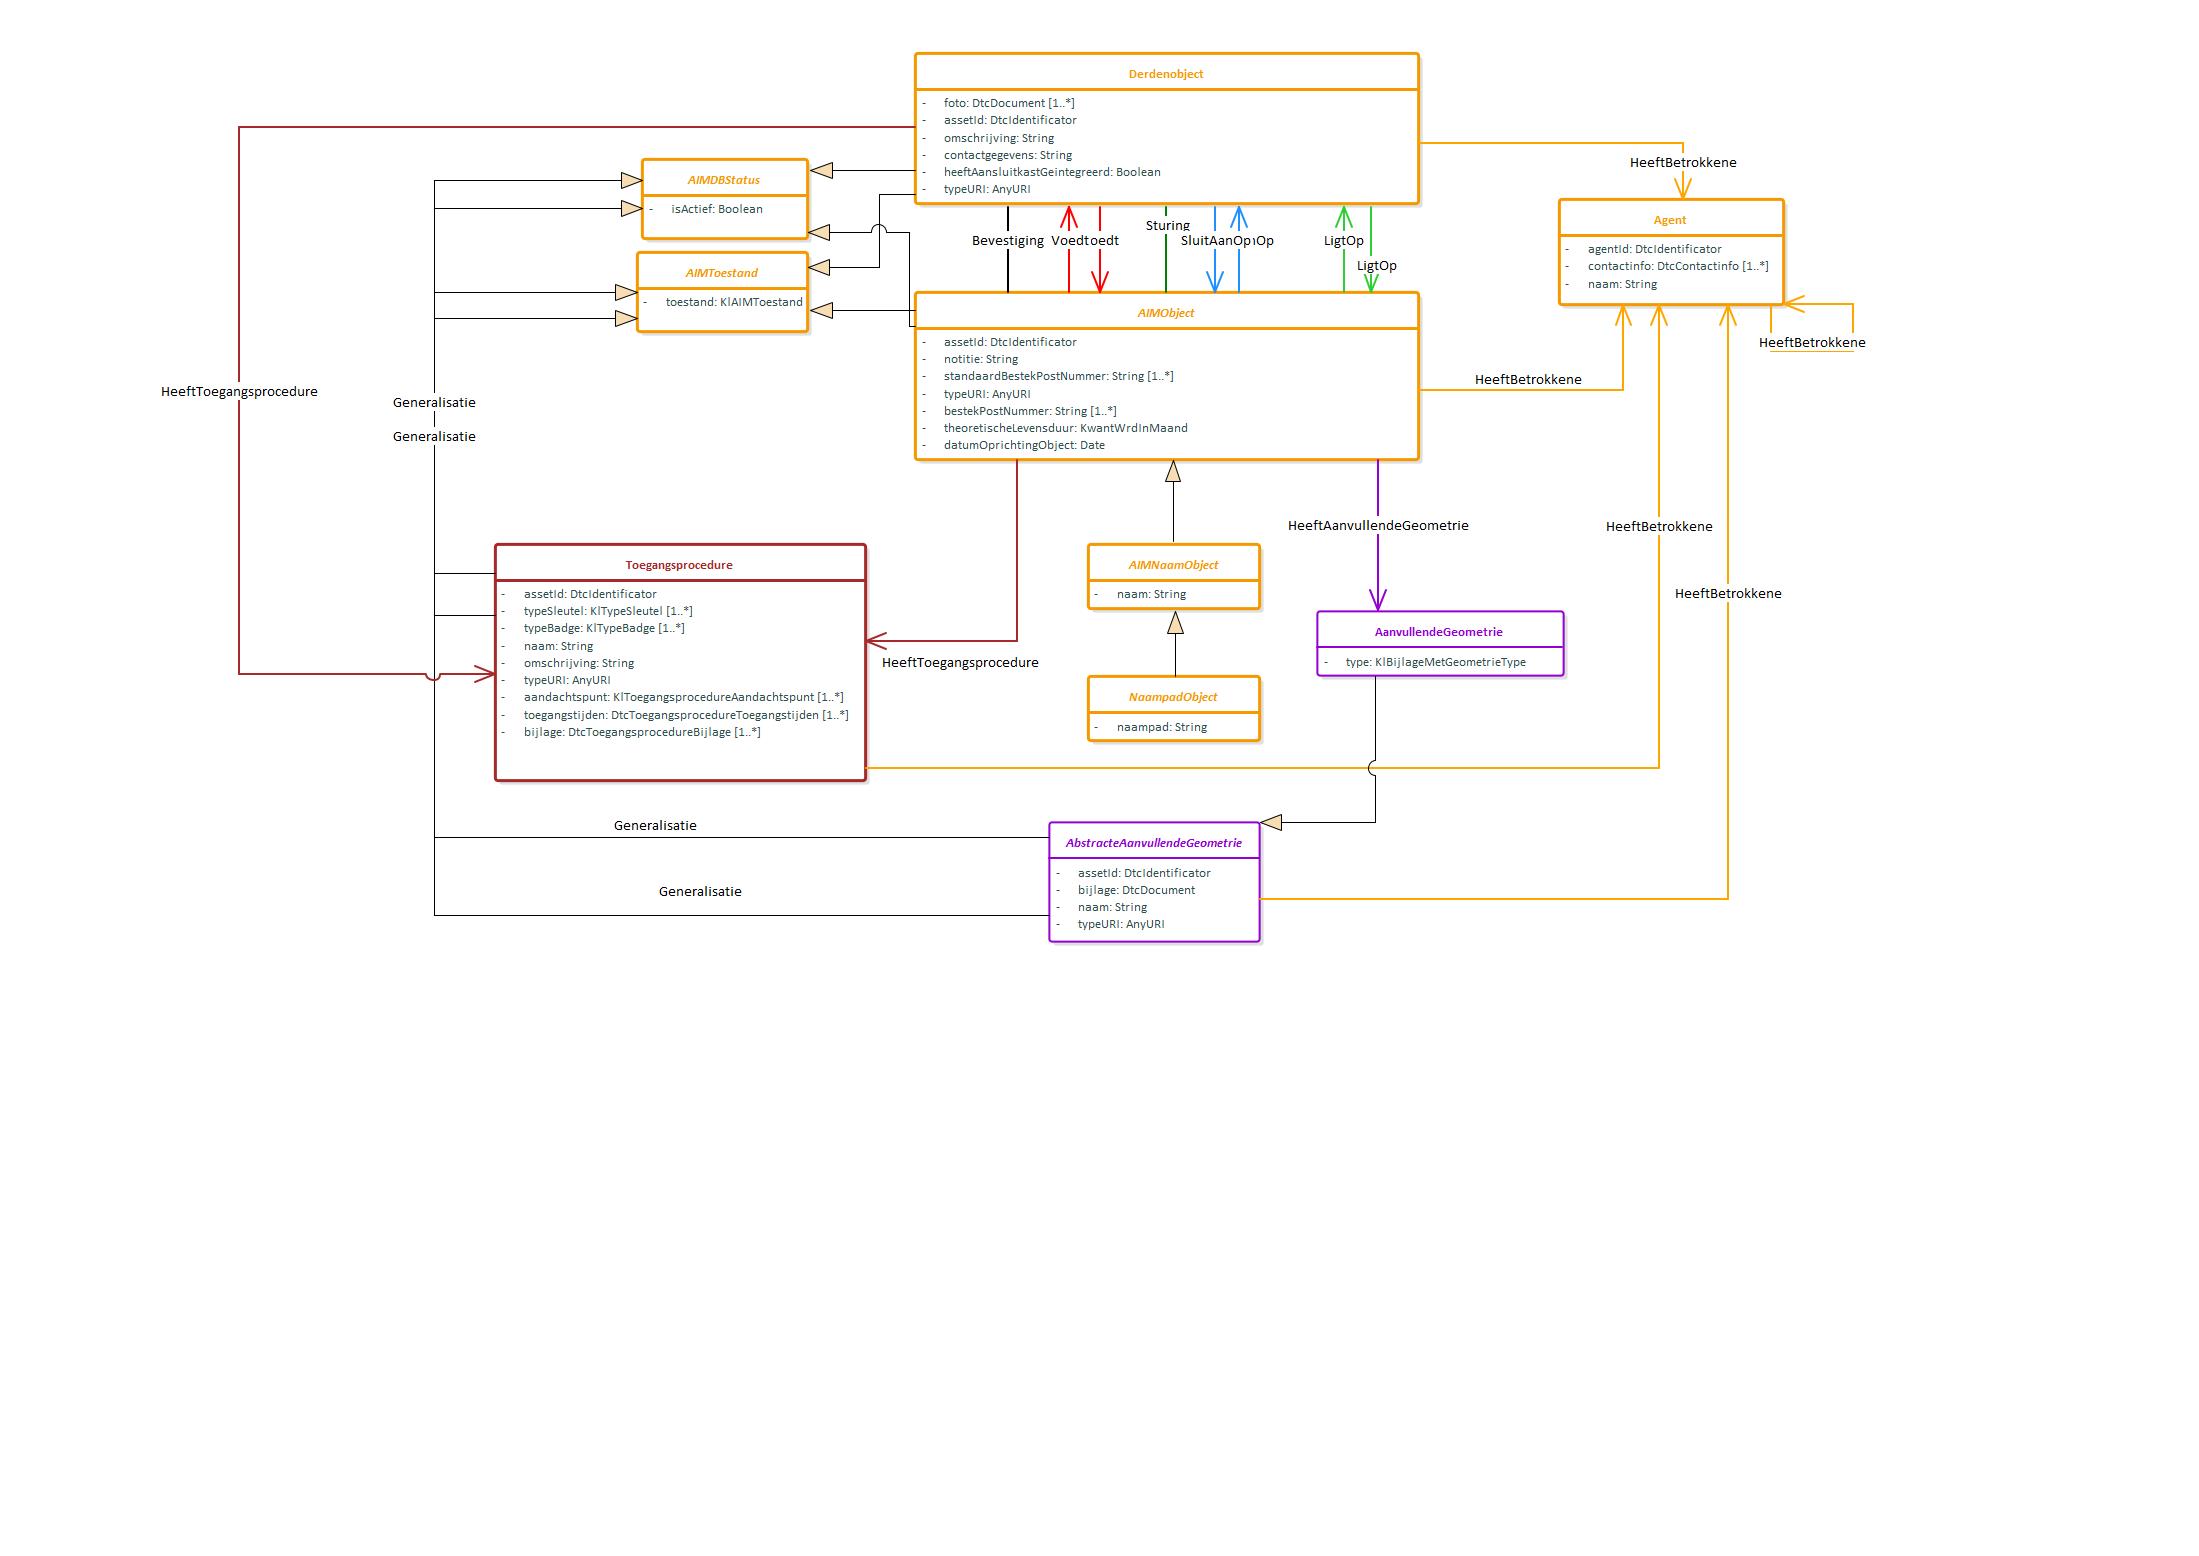 Derdenobject
- foto: DtcDocument [1..*]
- assetId: DtcIdentificator
- omschrijving: String
- contactgegevens: String
- heeftAansluitkastGeintegreerd: Boolean
- typeURI: AnyURI
HeeftBetrokkene
AIMDBStatus
- isActief: Boolean
Agent
- agentId: DtcIdentificator
- contactinfo: DtcContactinfo [1..*]
- naam: String
Sturing
Bevestiging
Voedt
oedt
SluitAanOp
Op
LigtOp
LigtOp
AIMToestand
- toestand: KlAIMToestand
AIMObject
- assetId: DtcIdentificator
- notitie: String
- standaardBestekPostNummer: String [1..*]
- typeURI: AnyURI
- bestekPostNummer: String [1..*]
- theoretischeLevensduur: KwantWrdInMaand
- datumOprichtingObject: Date
HeeftBetrokkene
HeeftBetrokkene
HeeftToegangsprocedure
Generalisatie
Generalisatie
HeeftAanvullendeGeometrie
HeeftBetrokkene
HeeftBetrokkene
Toegangsprocedure
- assetId: DtcIdentificator
- typeSleutel: KlTypeSleutel [1..*]
- typeBadge: KlTypeBadge [1..*]
- naam: String
- omschrijving: String
- typeURI: AnyURI
- aandachtspunt: KlToegangsprocedureAandachtspunt [1..*]
- toegangstijden: DtcToegangsprocedureToegangstijden [1..*]
- bijlage: DtcToegangsprocedureBijlage [1..*]
HeeftToegangsprocedure
AIMNaamObject
- naam: String
AanvullendeGeometrie
- type: KlBijlageMetGeometrieType
NaampadObject
- naampad: String
Generalisatie
Generalisatie
AbstracteAanvullendeGeometrie
- assetId: DtcIdentificator
- bijlage: DtcDocument
- naam: String
- typeURI: AnyURI